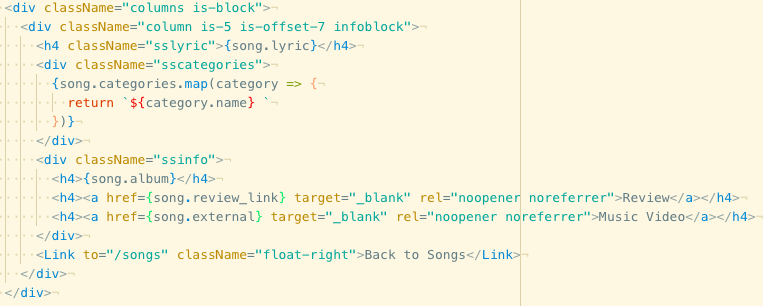 <div className="columns is-block">
<div className="column is-5 is-offset-7 infoblock">
<h4 className="sslyric">{song.lyric}</h4>
<div className="sscategories">
{song.categories.map(category => {
return `${category.name} `
})}
</div>
<div className="ssinfo">
<h4>{song.album}</h4>
<h4><a href={song.review_link} target="_blank" rel="noopener noreferrer">Review</a></h4>
<h4><a href={song.external} target="_blank" rel="noopener noreferrer">Music Video</a></h4>
</div>
<Link to="/songs" className="float-right">Back to Songs</Link>
</div>
</div>